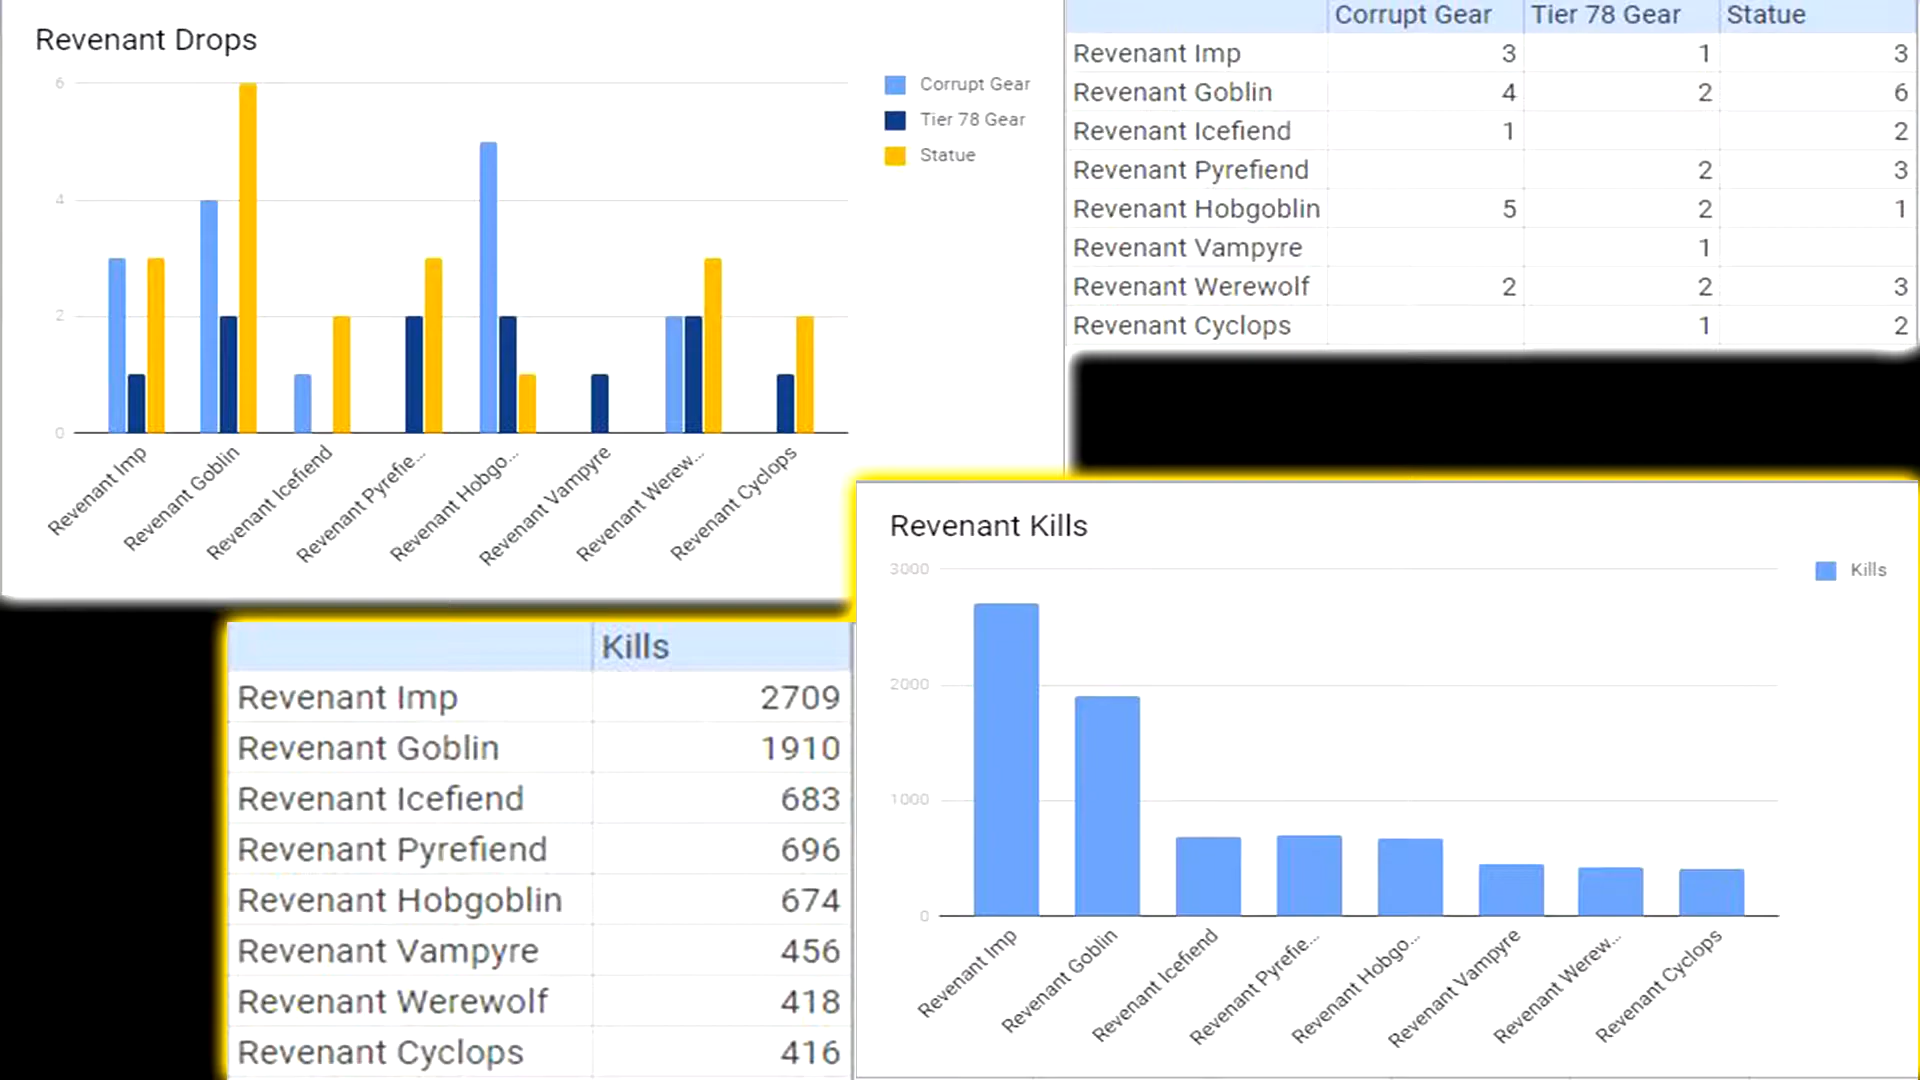 Revenant Drops
6
4
2
0
Revenant Imp
Revenant Goblin
Revenant Icefiend
Revenant Pyrefie...
Revenant Hobgo...
Revenant Vampyre
Revenant Werew...
Revenant Cyclops
Corrupt Gear
Tier 78 Gear
Statue
Corrupt Gear Tier 78 Gear Statue
Revenant Imp 3 1 3
Revenant Goblin 4 2 6
Revenant Icefiend 1 2
Revenant Pyrefiend 2 3
Revenant Hobgoblin 5 2 1
Revenant Vampyre 1
Revenant Werewolf 2 2 3
Revenant Cyclops 1 2
Kills
Revenant Imp 2709
Revenant Goblin 1910
Revenant Icefiend 683
Revenant Pyrefiend 696
Revenant Hobgoblin 674
Revenant Vampyre 456
Revenant Werewolf 418
Revenant Cyclops 416
Revenant Kills
3000
2000
1000
0
Revenant Imp
Revenant Goblin
Revenant Icefiend
Revenant Pyrefie...
Revenant Hobgo...
Revenant Vampyre
Revenant Werew...
Revenant Cyclops
Kills